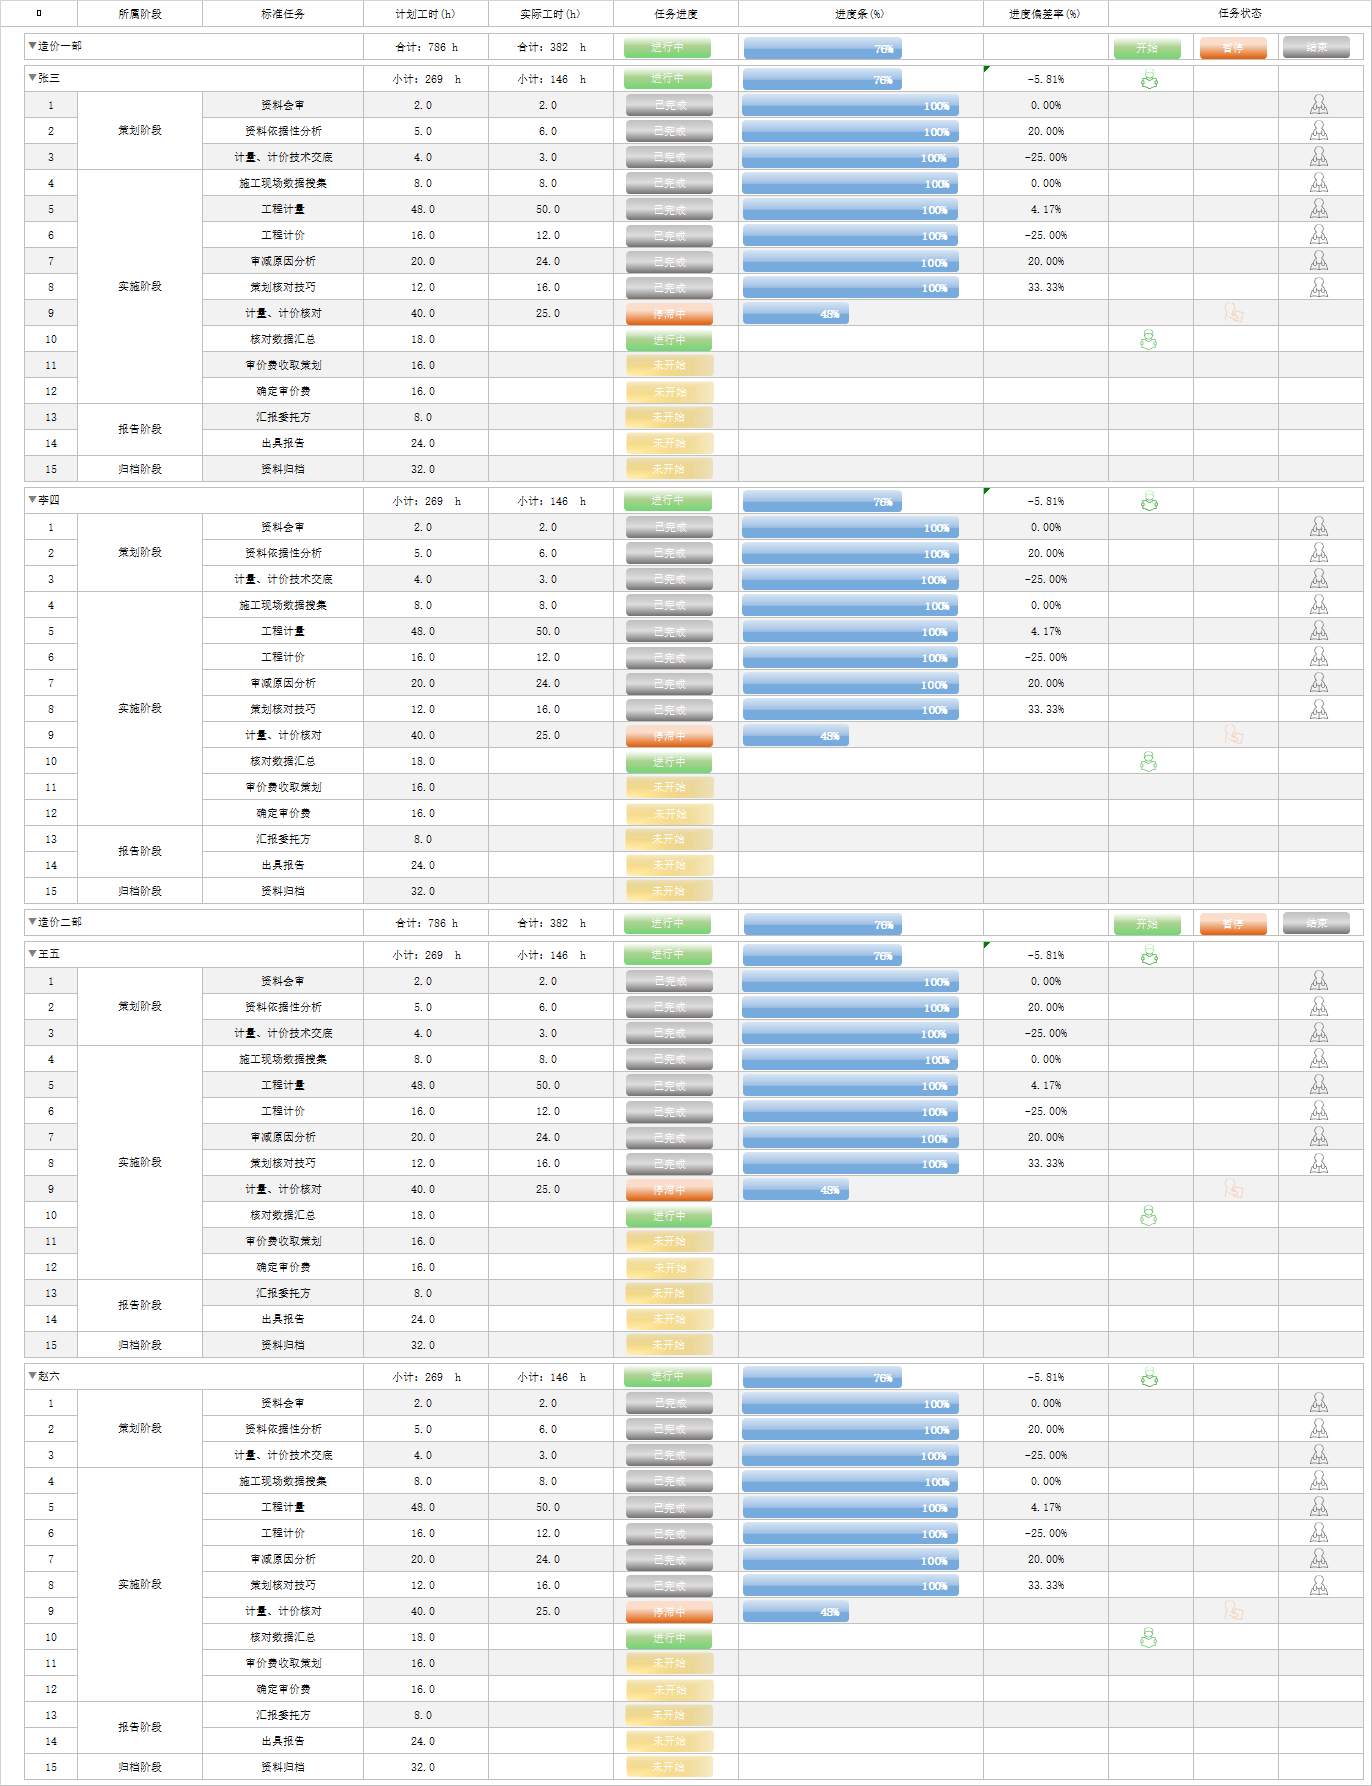 所属阶段 标准任务 计划工时(h) 实际工时(h) 任务进度 进度条(%) 进度偏差率(%) 任务状态
▼造价一部 合计: 786 h 合计: 382 h 进行中 76% 开始 暂停 结束
▼张三 小计: 269 h 小计: 146 h 进行中 76% -5.81%
1 资料会审 2.0 2.0 已完成 100% 0.00%
2 策划阶段 资料依据性分析 5.0 6.0 已完成 100% 20.00%
3 计量、计价技术交底 4.0 3.0 已完成 100% -25.00%
4 施工现场数据搜集 8.0 8.0 已完成 100% 0.00%
5 工程计量 48.0 50.0 已完成 100% 4.17%
6 工程计价 16.0 12.0 已完成 100% -25.00%
7 审减原因分析 20.0 24.0 已完成 100% 20.00%
8 实施阶段 策划核对技巧 12.0 16.0 已完成 100% 33.33%
9 计量、计价核对 40.0 25.0 停滞中 48%
10 核对数据汇总 18.0 进行中
11 审价费收取策划 16.0 未开始
12 确定审价费 16.0 未开始
13 汇报委托方 8.0 未开始
报告阶段
14 出具报告 24.0 未开始
15 归档阶段 资料归档 32.0 未开始
▼李四 小计: 269 h 小计: 146 h 进行中 76% -5.81%
1 资料会审 2.0 2.0 已完成 100% 0.00%
2 策划阶段 资料依据性分析 5.0 6.0 已完成 100% 20.00%
3 计量、计价技术交底 4.0 3.0 已完成 100% -25.00%
4 施工现场数据搜集 8.0 8.0 已完成 100% 0.00%
5 工程计量 48.0 50.0 已完成 100% 4.17%
6 工程计价 16.0 12.0 已完成 100% -25.00%
7 审减原因分析 20.0 24.0 已完成 100% 20.00%
8 实施阶段 策划核对技巧 12.0 16.0 已完成 100% 33.33%
9 计量、计价核对 40.0 25.0 停滞中 48%
10 核对数据汇总 18.0 进行中
11 审价费收取策划 16.0 未开始
12 确定审价费 16.0 未开始
13 汇报委托方 8.0 未开始
报告阶段
14 出具报告 24.0 未开始
15 归档阶段 资料归档 32.0 未开始
▼造价二部 合计: 786 h 合计: 382 h 进行中 76% 开始 暂停 结束
▼王五 小计: 269 h 小计: 146 h 进行中 76% -5.81%
1 资料会审 2.0 2.0 已完成 100% 0.00%
2 策划阶段 资料依据性分析 5.0 6.0 已完成 100% 20.00%
3 计量、计价技术交底 4.0 3.0 已完成 100% -25.00%
4 施工现场数据搜集 8.0 8.0 已完成 100% 0.00%
5 工程计量 48.0 50.0 已完成 100% 4.17%
6 工程计价 16.0 12.0 已完成 100% -25.00%
7 审减原因分析 20.0 24.0 已完成 100% 20.00%
8 实施阶段 策划核对技巧 12.0 16.0 已完成 100% 33.33%
9 计量、计价核对 40.0 25.0 停滞中 48%
10 核对数据汇总 18.0 进行中
11 审价费收取策划 16.0 未开始
12 确定审价费 16.0 未开始
13 汇报委托方 8.0 未开始
报告阶段
14 出具报告 24.0 未开始
15 归档阶段 资料归档 32.0 未开始
▼赵六 小计: 269 h 小计: 146 h 进行中 76% -5.81%
1 资料会审 2.0 2.0 已完成 100% 0.00%
2 策划阶段 资料依据性分析 5.0 6.0 已完成 100% 20.00%
3 计量、计价技术交底 4.0 3.0 已完成 100% -25.00%
4 施工现场数据搜集 8.0 8.0 已完成 100% 0.00%
5 工程计量 48.0 50.0 已完成 100% 4.17%
6 工程计价 16.0 12.0 已完成 100% -25.00%
7 审减原因分析 20.0 24.0 已完成 100% 20.00%
8 实施阶段 策划核对技巧 12.0 16.0 已完成 100% 33.33%
9 计量、计价核对 40.0 25.0 停滞中 48%
10 核对数据汇总 18.0 进行中
11 审价费收取策划 16.0 未开始
12 确定审价费 16.0 未开始
13 汇报委托方 8.0 未开始
报告阶段
14 出具报告 24.0 未开始
15 归档阶段 资料归档 32.0 未开始